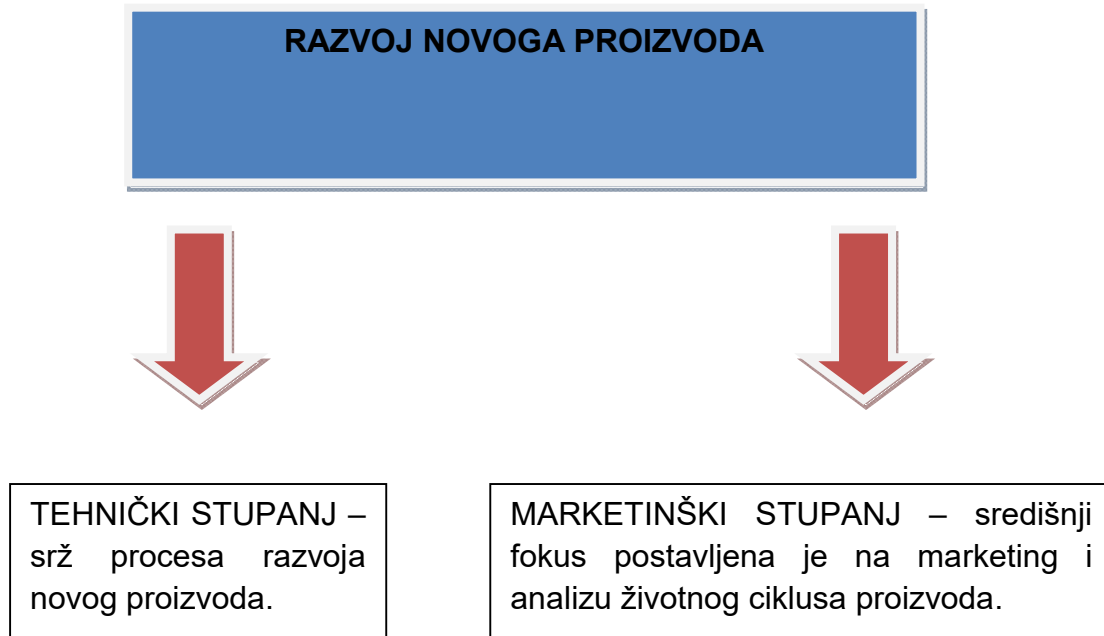 RAZVOJ NOVOGA PROIZVODA
TEHNIČKI STUPANJ –
srž procesa razvoja
novog proizvoda.
MARKETINŠKI STUPANJ – središnji
fokus postavljena je na marketing i
analizu životnog ciklusa proizvoda.